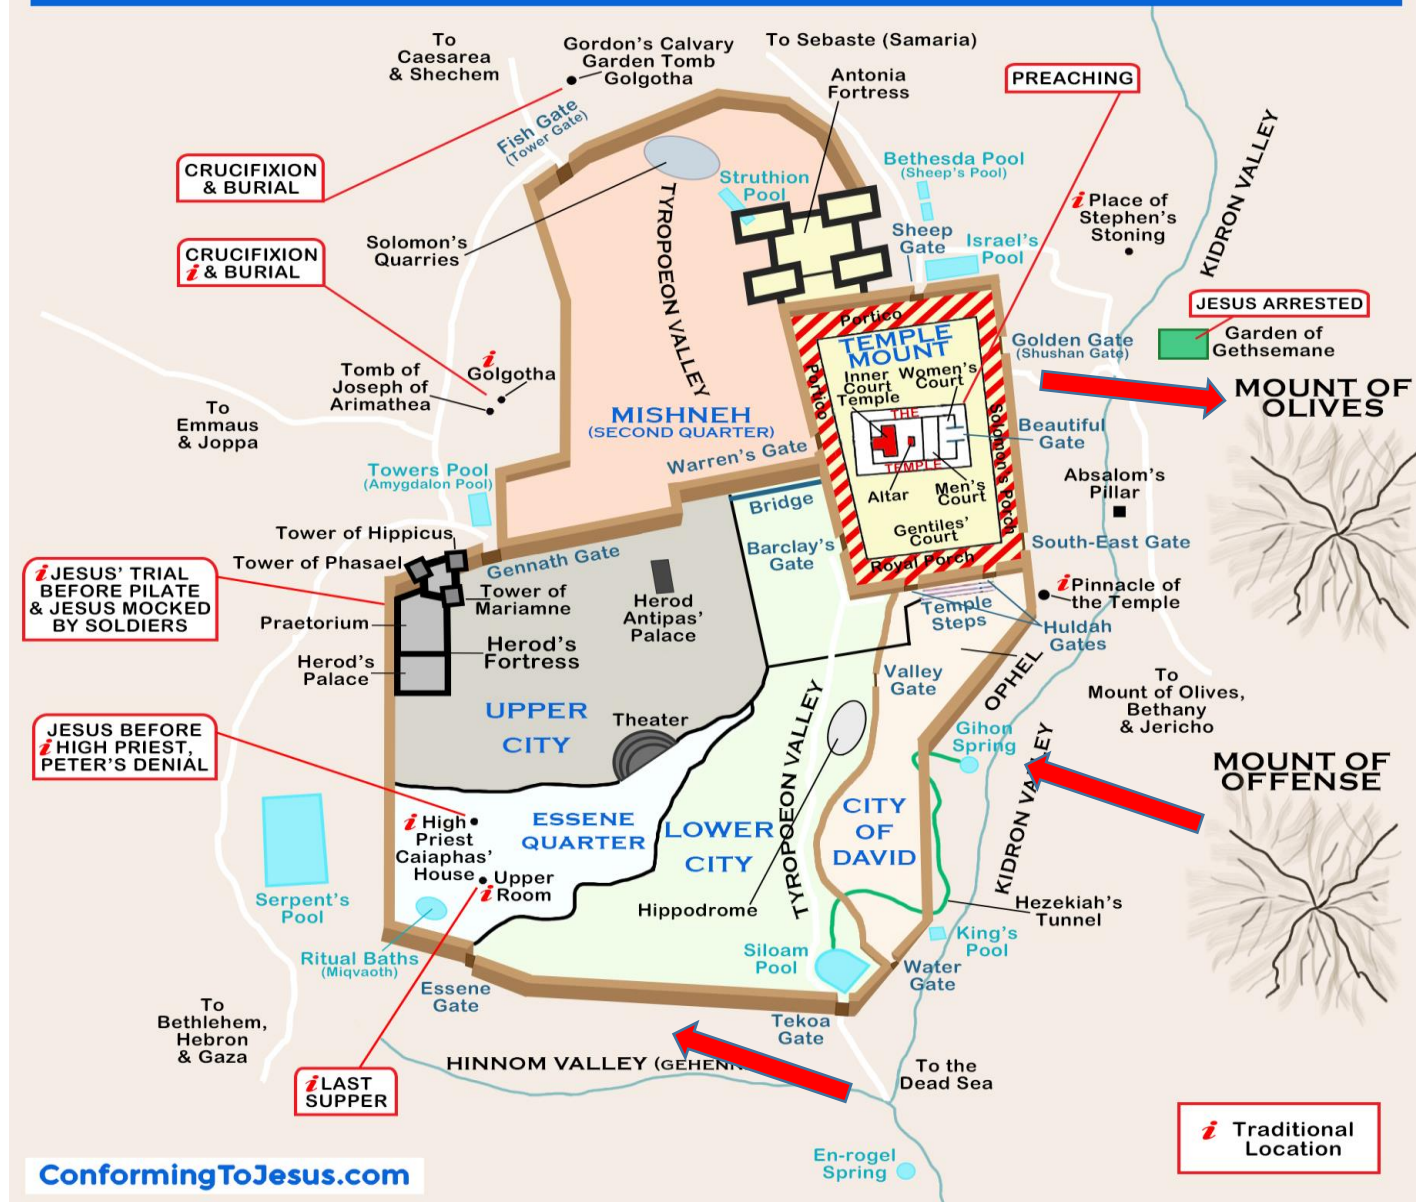 To
Caesarea
& Shechem
Gordon's Calvary
Garden Tomb
Golgotha
To Sebaste (Samaria)
Antonia
Fortress
PREACHING
Fish Gate
(Tower Gate)
CRUCIFIXION
& BURIAL
Struthion
Pool
Bethesda Pool
(Sheep's Pool)
KIDRON VALLEY
i Place of
Stephen's
Stoning
TYROPOEON VALLEY
Solomon's
Quarries
Sheep
Gate
Israel's
Pool
CRUCIFIXION
i & BURIAL
JESUS ARRESTED
Garden of
Gethsemane
Portico
TEMPLE
MOUNT
Golden Gate
(Shushan Gate)
Portico
Inner
Court
Women's
Court
Temple
THE
TEMPLE
Altar
Men's
Court
Gentiles'
Court
Solomon's Porch
Royal Porch
MOUNT OF
OLIVES
Beautiful
Gate
i
Golgotha
Tomb of
Joseph of
Arimathea
To
Emmaus
& Joppa
MISHNEH
(SECOND QUARTER)
Warren's Gate
Towers Pool
(Amygdalon Pool)
Absalom's
Pillar
Bridge
Barclay's
Gate
South-East Gate
Tower of Hippicus
Tower of Phasael
Gennath Gate
Tower of
Mariamne
i JESUS' TRIAL
BEFORE PILATE
& JESUS MOCKED
BY SOLDIERS
Praetorium
Herod's
Fortress
Herod's
Palace
Herod
Antipas'
Palace
Temple
Steps
i Pinnacle of
the Temple
Huldah
Gates
OPHEL
Valley
Gate
To
Mount of Olives,
Bethany
& Jericho
UPPER
CITY
Theater
TYROPOEON VALLEY
Gihon
Spring
KIDRON VALLEY
MOUNT OF
OFFENSE
JESUS BEFORE
i HIGH PRIEST,
PETER'S DENIAL
ESSENE
QUARTER
LOWER
CITY
CITY
OF
DAVID
i High
Priest
Caiaphas'
House
Upper
i Room
Serpent's
Pool
Hippodrome
Hezekiah's
Tunnel
Ritual Baths
(Miqvaoth)
Siloam
Pool
King's
Pool
Water
Gate
Essene
Gate
Tekoa
Gate
To
Bethlehem,
Hebron
& Gaza
HINNOM VALLEY (GEHENN
To the
Dead Sea
i LAST
SUPPER
En-rogel
Spring
i Traditional
Location
ConformingToJesus.com